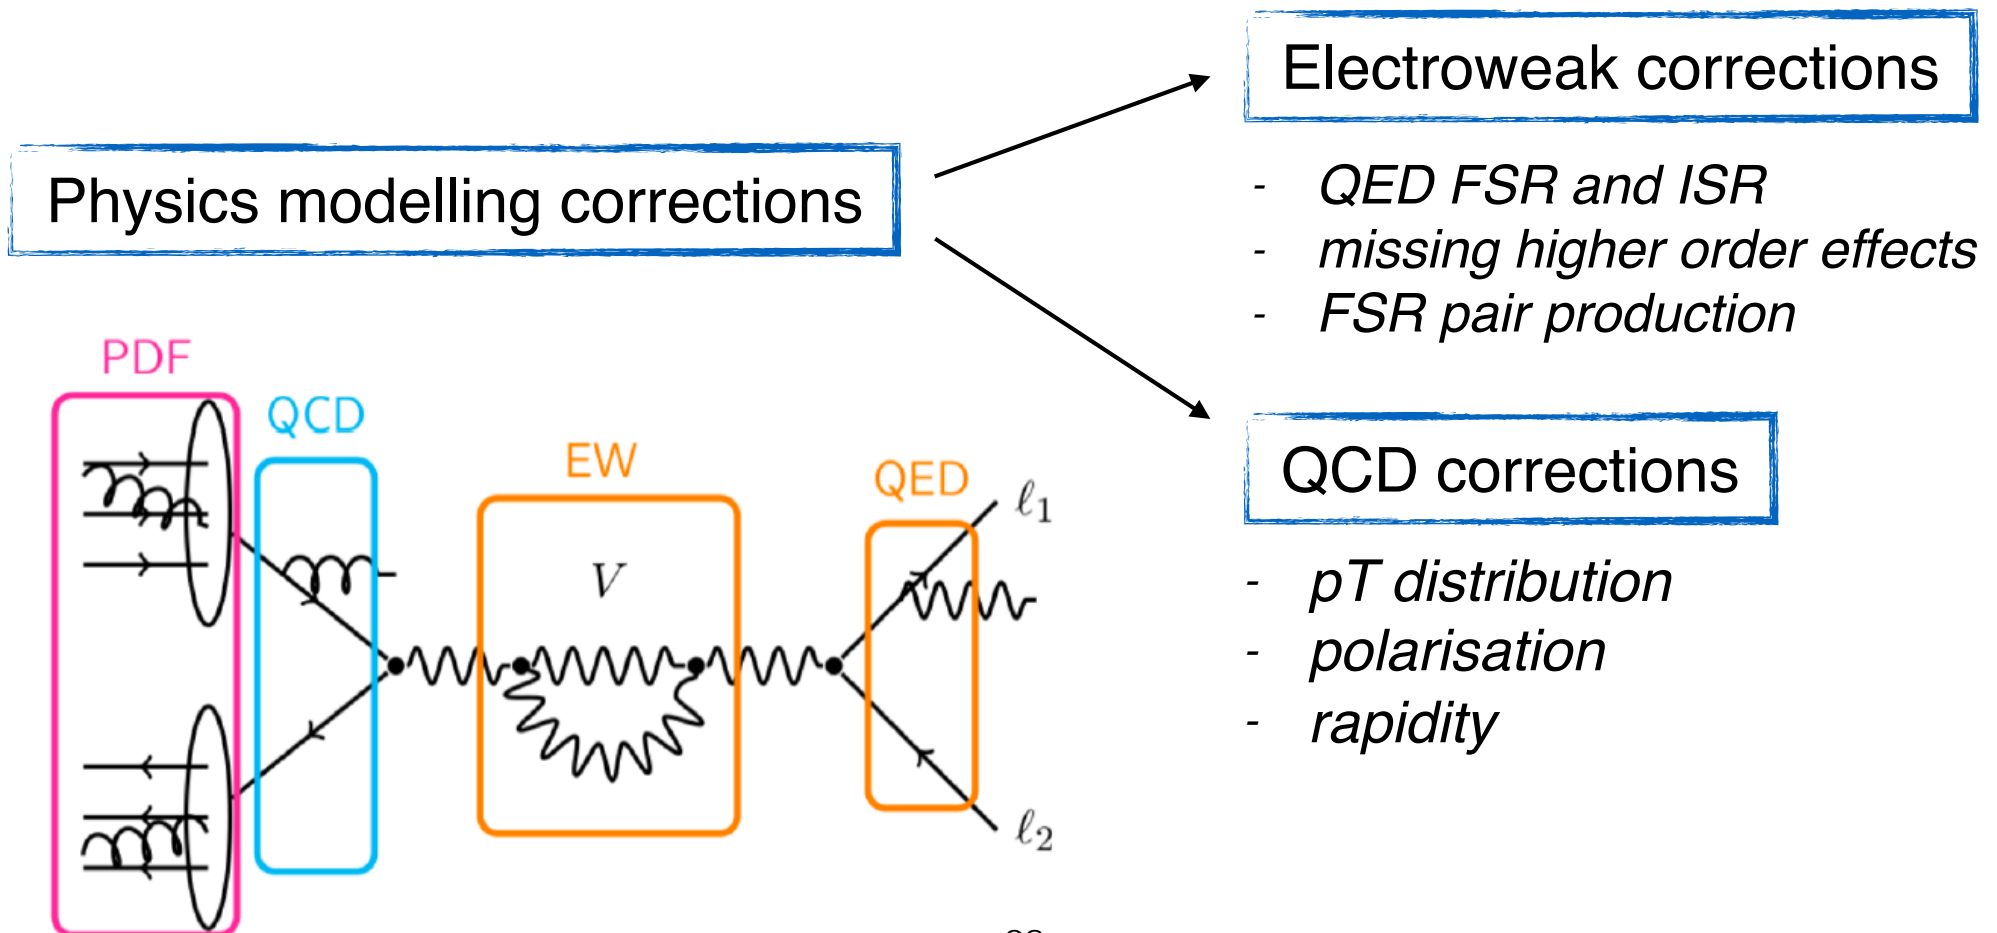 Physics modelling corrections
Electroweak corrections
- QED FSR and ISR
- missing higher order effects
- FSR pair production
QCD corrections
- pT distribution
- polarisation
- rapidity
PDF
QCD
EW
QED
V
ℓ1
ℓ2